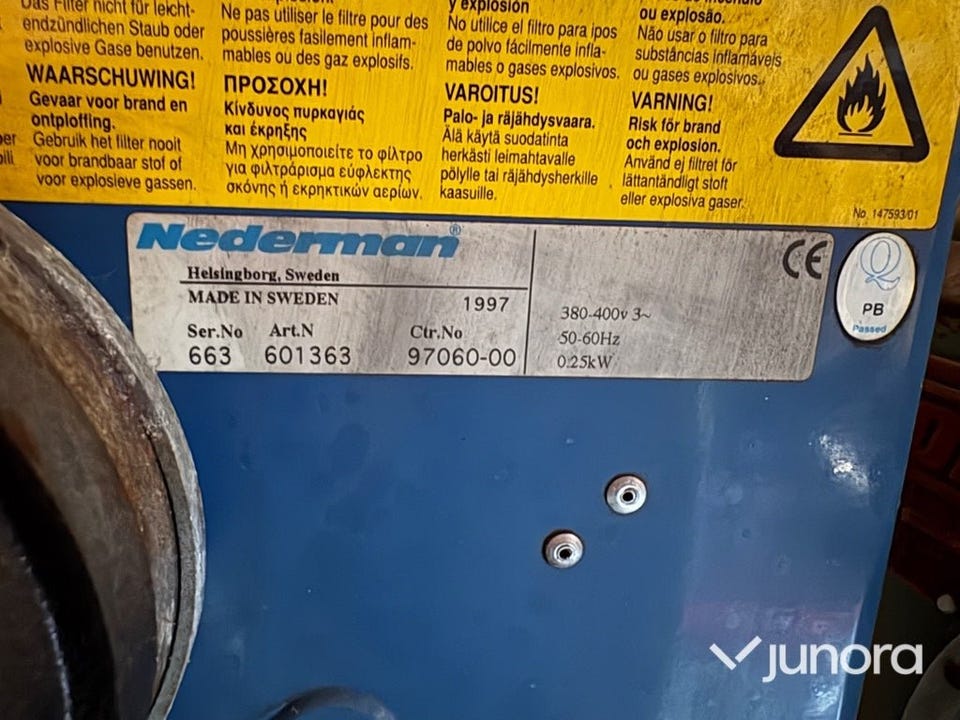 Das Filter nicht für leicht-
endzündlichen Staub oder
explosive Gase benutzen.
WAARSCHUWING!
Gevaar voor brand en
ontploffing.
Gebruik het filter nooit
voor brandbaar stof of
voor explosieve gassen.
Ne pas utiliser le filtre pour des
poussières fasilement inflam-
mables ou des gaz explosifs.
ΠΡΟΣΟΧΗ!
Κίνδυνος πυρκαγιάς
και έκρηξης
Μη χρησιμοποιείτε το φίλτρο
για φιλτράρισμα εύφλεκτης
σκόνης ή εκρηκτικών αερίων.
y explosión
No utilice el filtro para ipos
de polvo fácilmente infla-
mables o gases explosivos.
VAROITUS!
Palo- ja räjähdysvaara.
Älä käytä suodatinta
herkästi leimahtavalle
pölylle tai räjähdysherkille
kaasuille.
ou explosão.
Não usar o filtro para
substâncias inflamáveis
ou gases explosivos.
VARNING!
Risk för brand
och explosion.
Använd ej filtret för
lättantändligt stoft
eller explosiva gaser.
No. 147593/01
Nederman®
Helsingborg, Sweden
MADE IN SWEDEN 1997
Ser.No Art.N Ctr.No
663 601363 97060-00
380-400v 3~
50-60Hz
0.25kW
CE
Q
PB
Passed
junora